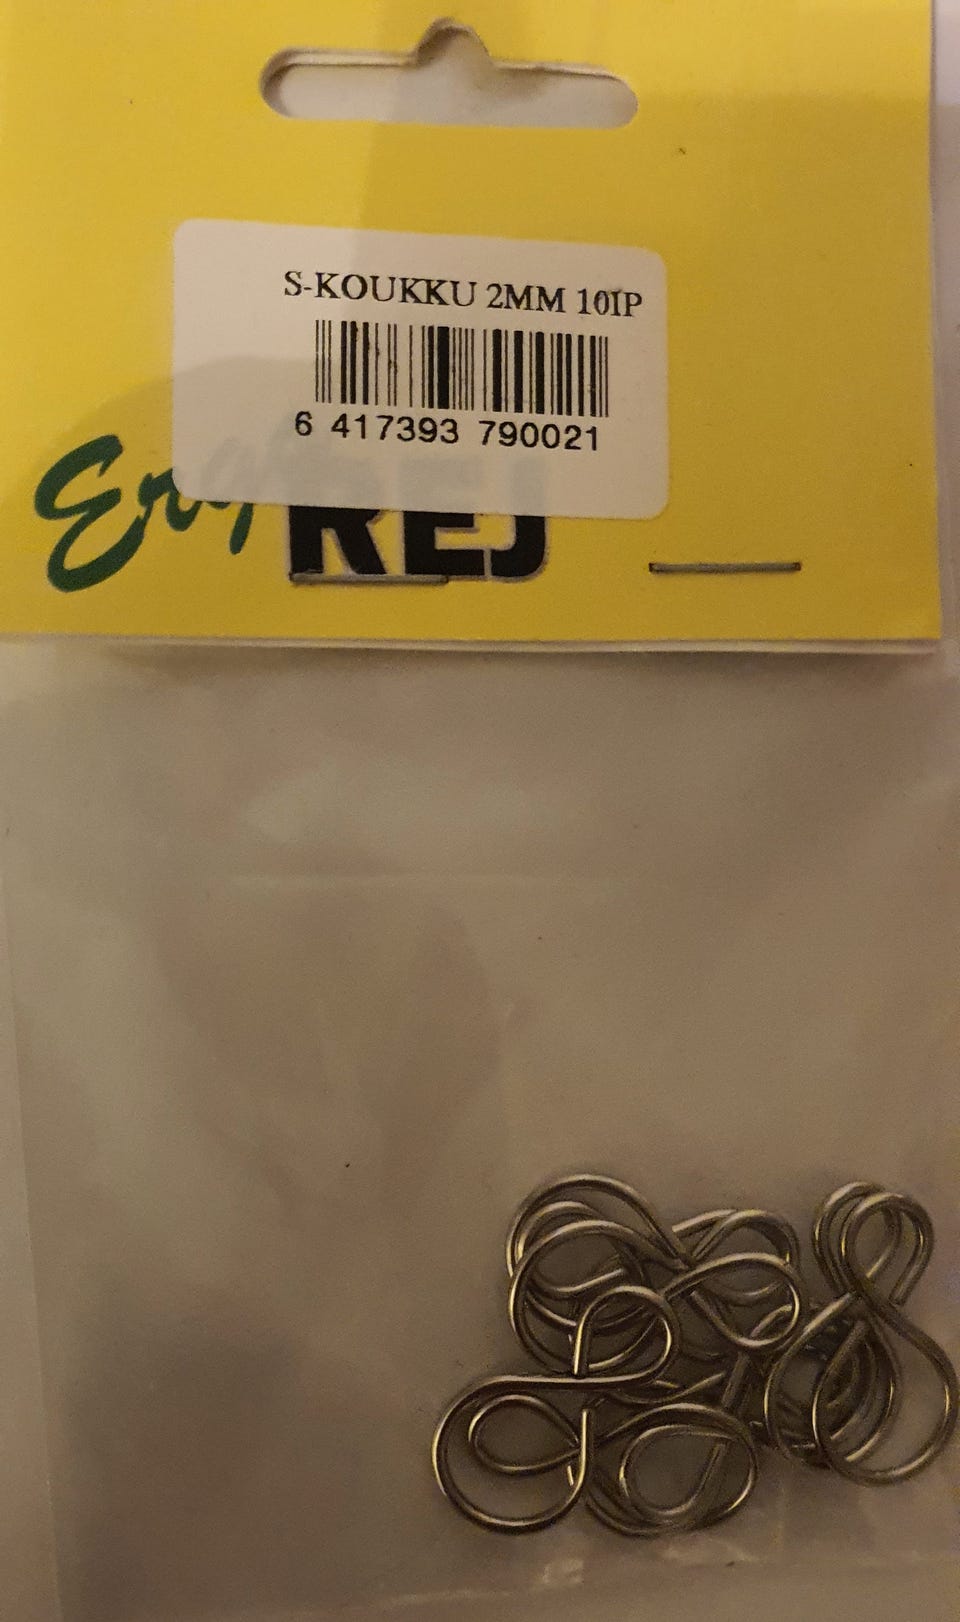 S-KOUKKU 2MM 10IP
6 417393 790021
REJ